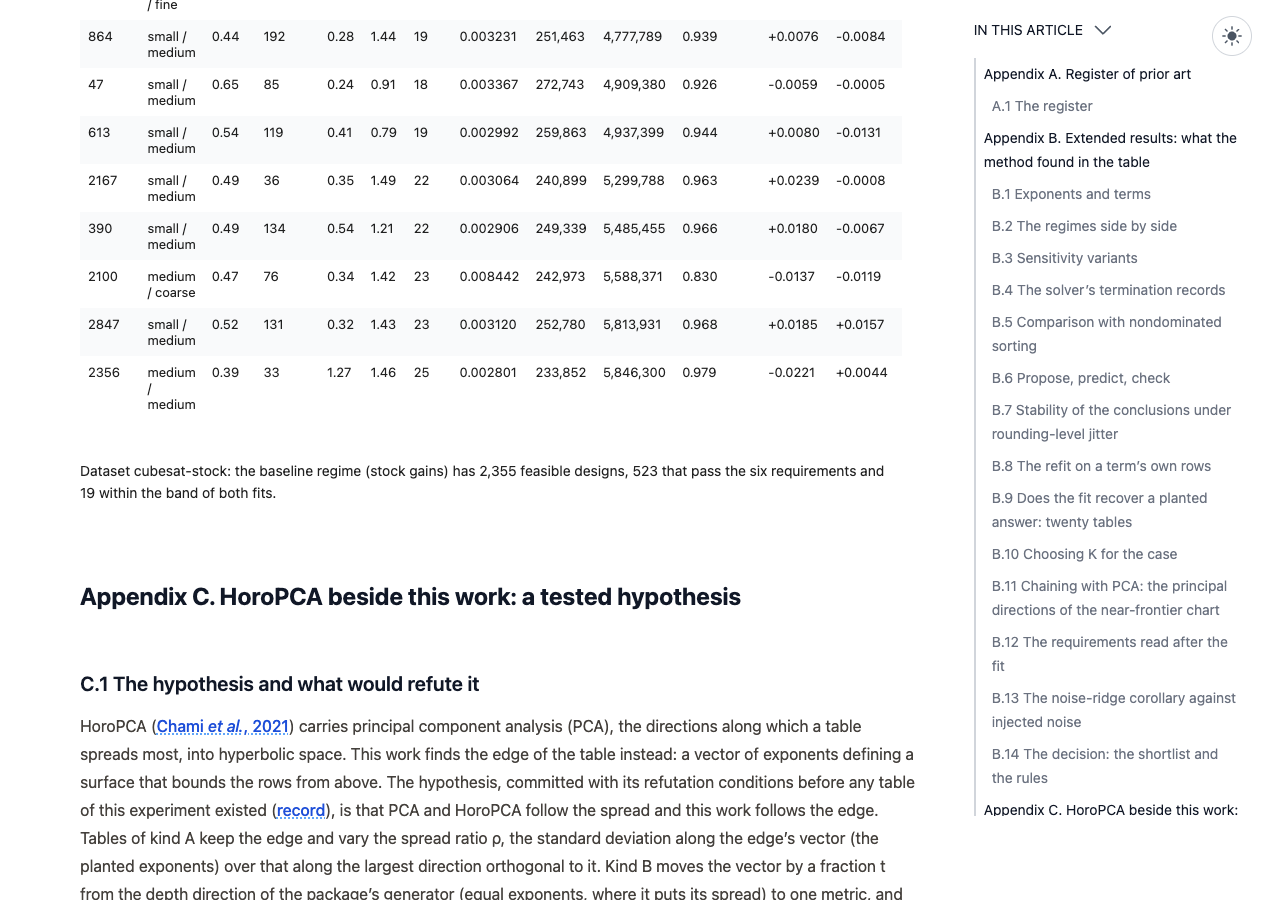 / fine
864 small / medium 0.44 192 0.28 1.44 19 0.003231 251,463 4,777,789 0.939 +0.0076 -0.0084
47 small / medium 0.65 85 0.24 0.91 18 0.003367 272,743 4,909,380 0.926 -0.0059 -0.0005
613 small / medium 0.54 119 0.41 0.79 19 0.002992 259,863 4,937,399 0.944 +0.0080 -0.0131
2167 small / medium 0.49 36 0.35 1.49 22 0.003064 240,899 5,299,788 0.963 +0.0239 -0.0008
390 small / medium 0.49 134 0.54 1.21 22 0.002906 249,339 5,485,455 0.966 +0.0180 -0.0067
2100 medium / coarse 0.47 76 0.34 1.42 23 0.008442 242,973 5,588,371 0.830 -0.0137 -0.0119
2847 small / medium 0.52 131 0.32 1.43 23 0.003120 252,780 5,813,931 0.968 +0.0185 +0.0157
2356 medium / medium 0.39 33 1.27 1.46 25 0.002801 233,852 5,846,300 0.979 -0.0221 +0.0044
Dataset cubesat-stock: the baseline regime (stock gains) has 2,355 feasible designs, 523 that pass the six requirements and
19 within the band of both fits.
Appendix C. HoroPCA beside this work: a tested hypothesis
C.1 The hypothesis and what would refute it
HoroPCA (Chami et al., 2021) carries principal component analysis (PCA), the directions along which a table
spreads most, into hyperbolic space. This work finds the edge of the table instead: a vector of exponents defining a
surface that bounds the rows from above. The hypothesis, committed with its refutation conditions before any table
of this experiment existed (record), is that PCA and HoroPCA follow the spread and this work follows the edge.
Tables of kind A keep the edge and vary the spread ratio ρ, the standard deviation along the edge’s vector (the
planted exponents) over that along the largest direction orthogonal to it. Kind B moves the vector by a fraction t
from the depth direction of the package’s generator (equal exponents, where it puts its spread) to one metric, and
IN THIS ARTICLE
Appendix A. Register of prior art
A.1 The register
Appendix B. Extended results: what the
method found in the table
B.1 Exponents and terms
B.2 The regimes side by side
B.3 Sensitivity variants
B.4 The solver’s termination records
B.5 Comparison with nondominated
sorting
B.6 Propose, predict, check
B.7 Stability of the conclusions under
rounding-level jitter
B.8 The refit on a term’s own rows
B.9 Does the fit recover a planted
answer: twenty tables
B.10 Choosing K for the case
B.11 Chaining with PCA: the principal
directions of the near-frontier chart
B.12 The requirements read after the
fit
B.13 The noise-ridge corollary against
injected noise
B.14 The decision: the shortlist and
the rules
Appendix C. HoroPCA beside this work: